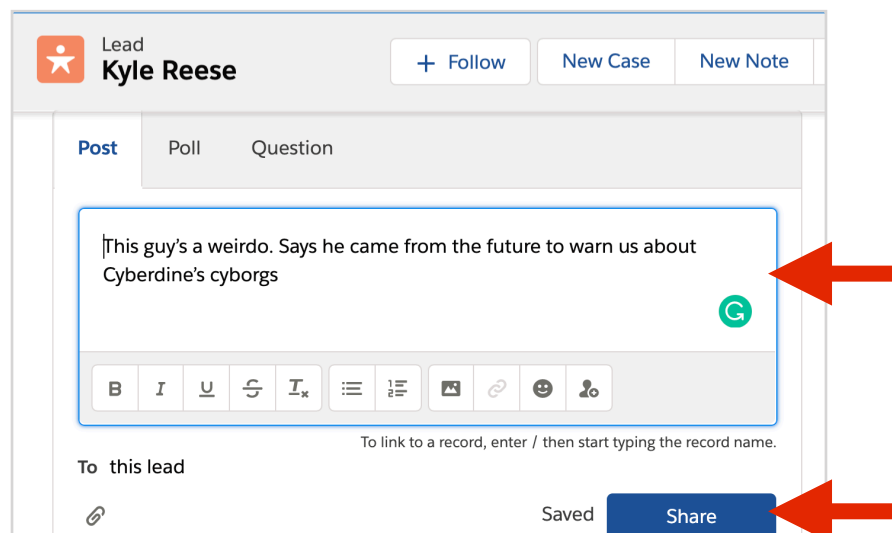 Lead
Kyle Reese
+ Follow
New Case
New Note
Post
Poll
Question
This guy's a weirdo. Says he came from the future to warn us about
Cyberdine's cyborgs
To link to a record, enter / then start typing the record name.
To this lead
Saved
Share